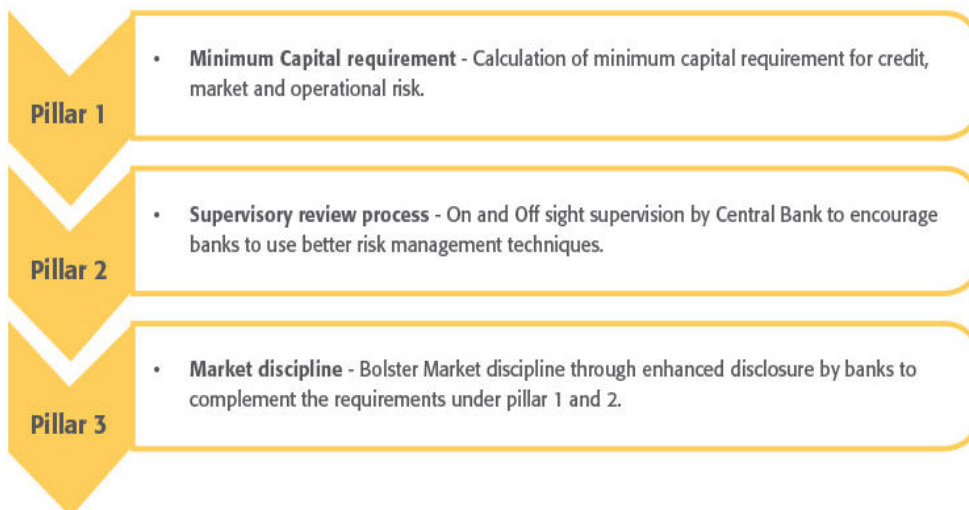 Pillar 1
• Minimum Capital requirement - Calculation of minimum capital requirement for credit,
market and operational risk.
Pillar 2
• Supervisory review process - On and Off sight supervision by Central Bank to encourage
banks to use better risk management techniques.
Pillar 3
• Market discipline - Bolster Market discipline through enhanced disclosure by banks to
complement the requirements under pillar 1 and 2.